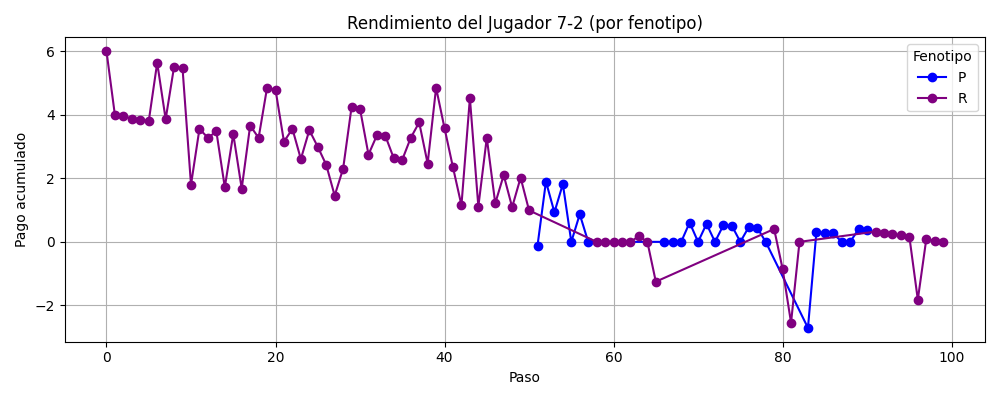 Rendimiento del Jugador 7-2 (por fenotipo)
Pago acumulado
6
4
2
0
−2
Fenotipo
P
R
0 20 40 60 80 100
Paso